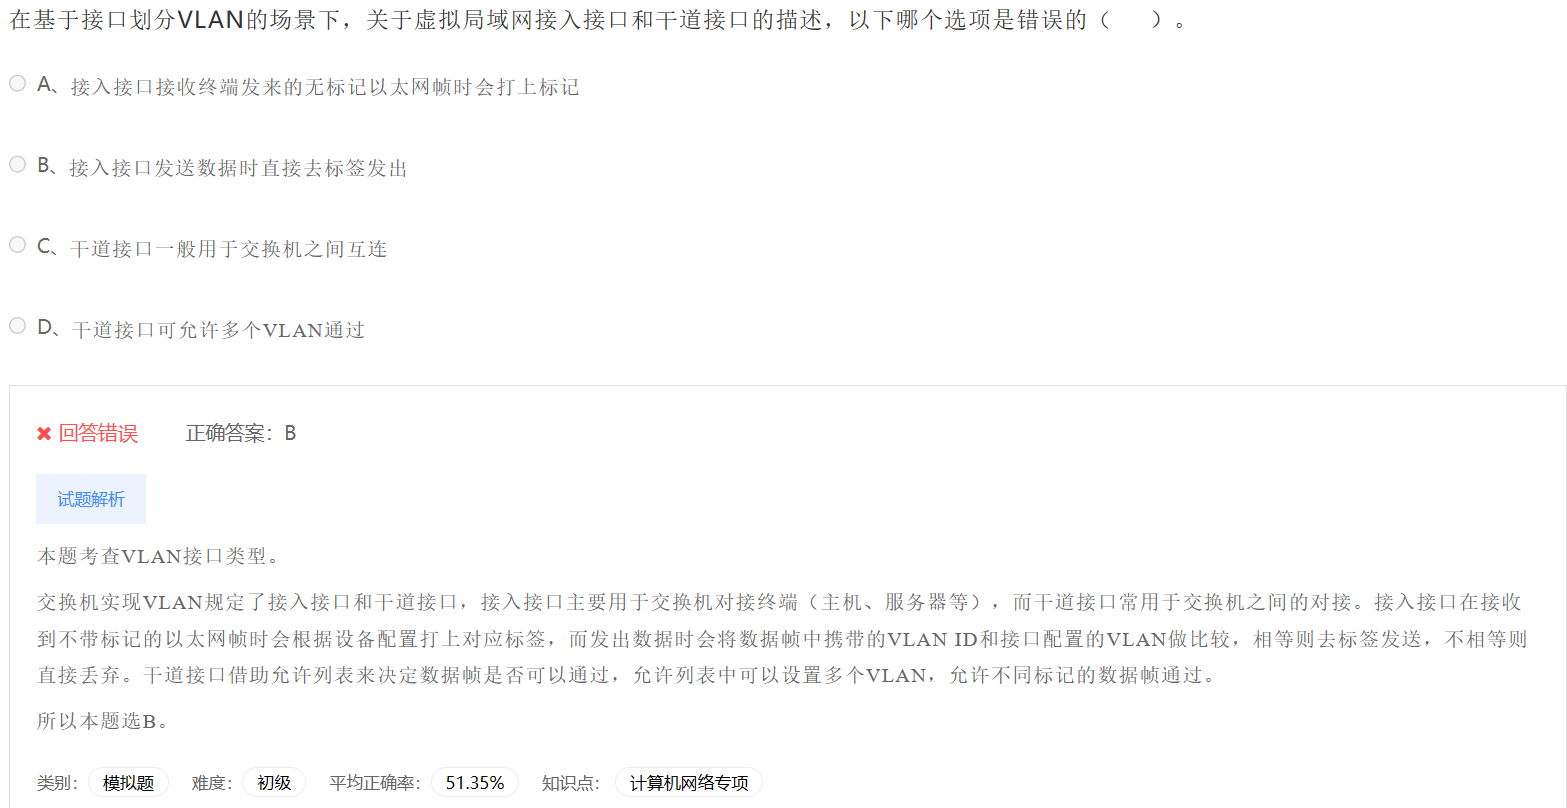 在基于接口划分VLAN的场景下，关于虚拟局域网接入接口和干道接口的描述，以下哪个选项是错误的（　　）。
A、接入接口接收终端发来的无标记以太网帧时会打上标记
B、接入接口发送数据时直接去标签发出
C、干道接口一般用于交换机之间互连
D、干道接口可允许多个VLAN通过
✖ 回答错误　　正确答案：B
试题解析
本题考查VLAN接口类型。
交换机实现VLAN规定了接入接口和干道接口，接入接口主要用于交换机对接终端（主机、服务器等），而干道接口常用于交换机之间的对接。接入接口在接收
到不带标记的以太网帧时会根据设备配置打上对应标签，而发出数据时会将数据帧中携带的VLAN ID和接口配置的VLAN做比较，相等则去标签发送，不相等则
直接丢弃。干道接口借助允许列表来决定数据帧是否可以通过，允许列表中可以设置多个VLAN，允许不同标记的数据帧通过。
所以本题选B。
类别： 模拟题　难度： 初级　平均正确率： 51.35%　知识点： 计算机网络专项